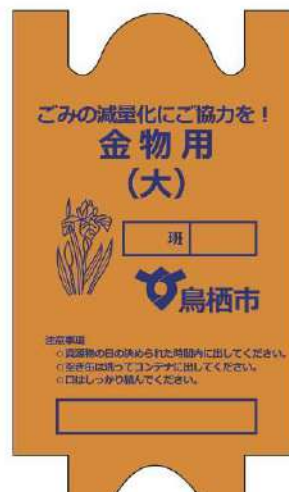 ごみの減量化にご協力を！
金物用
（大）
班
鳥栖市
注意事項
○資源物の日の決められた時間内に出してください。
○空き缶は洗ってコンテナに出してください。
○口はしっかり結んでください。